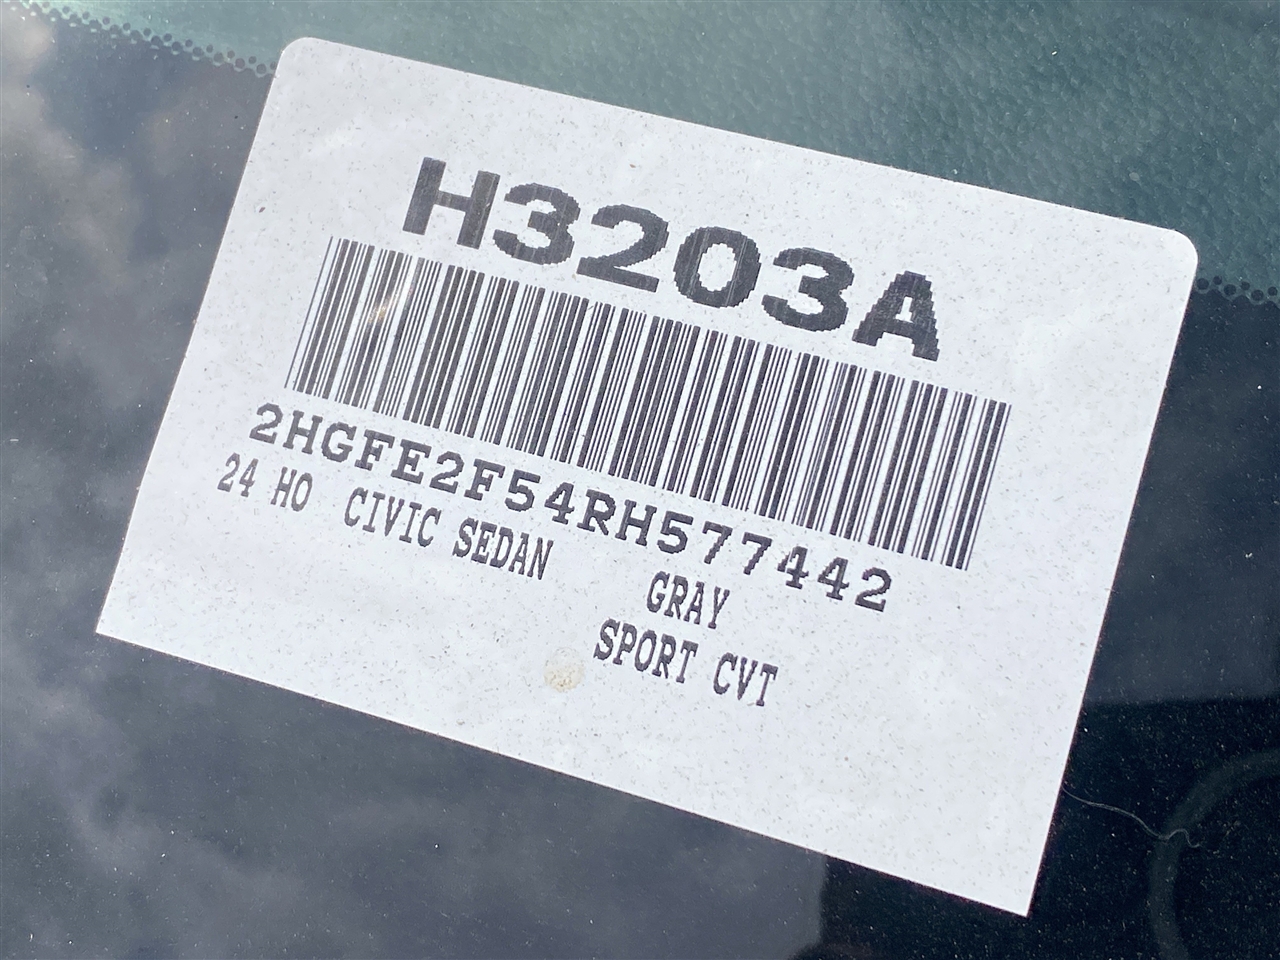 H3203A
2HGFE2F54RH577442
24 HO CIVIC SEDAN GRAY
SPORT CVT